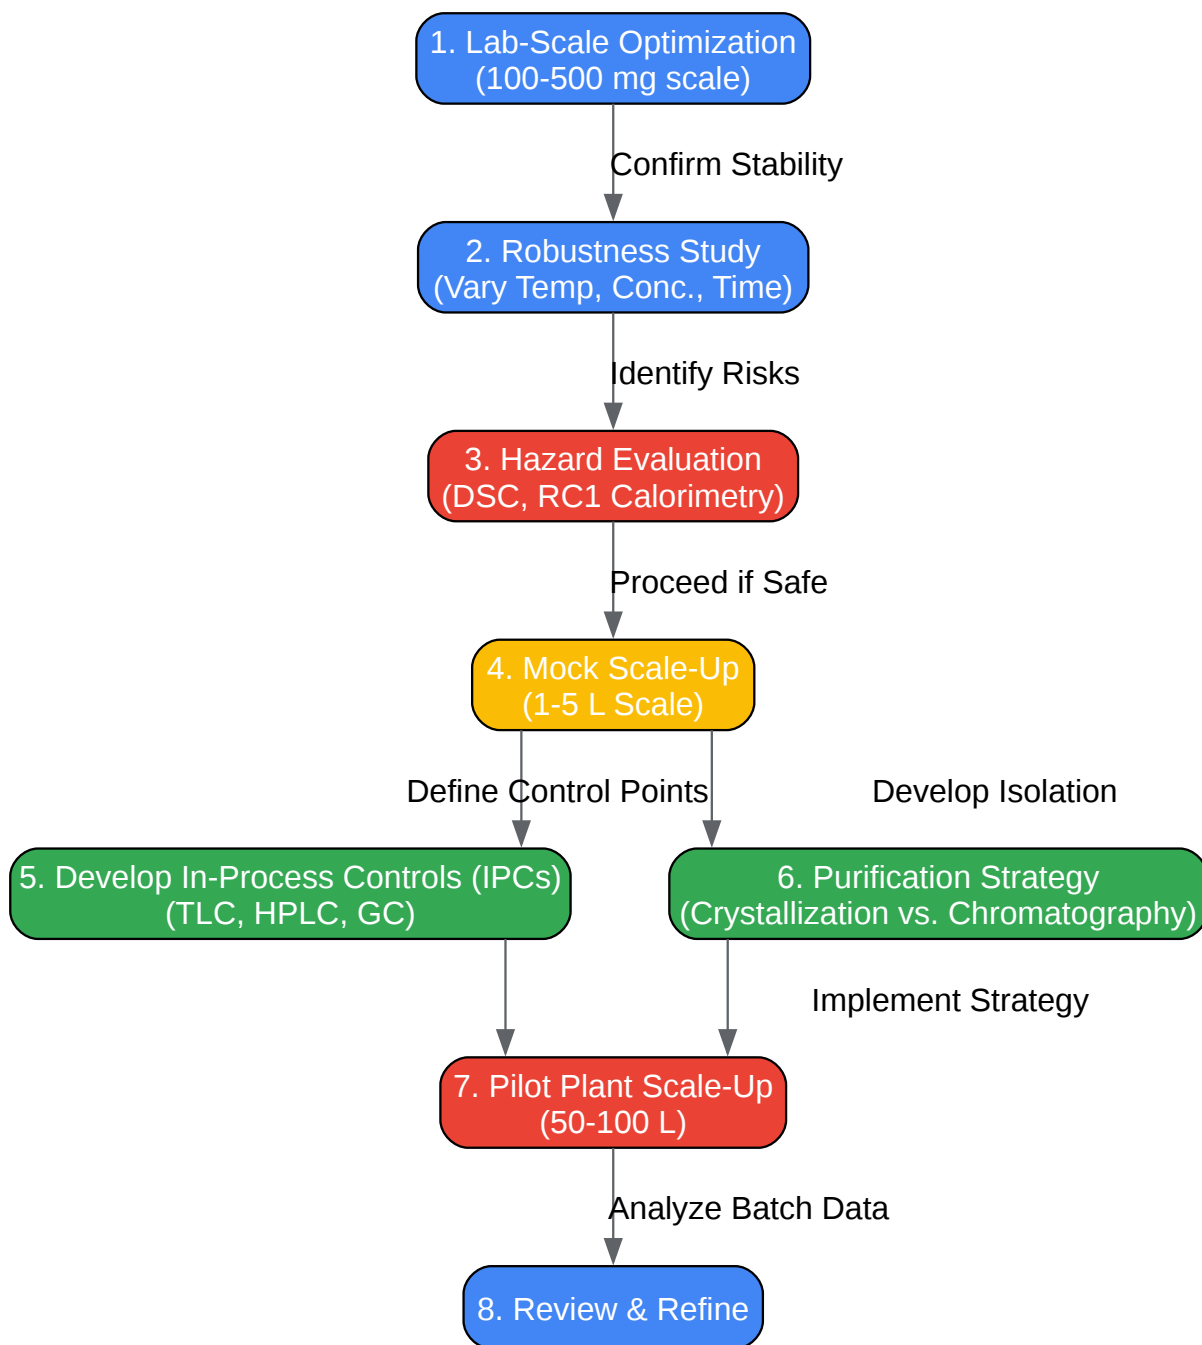 1. Lab-Scale Optimization
(100-500 mg scale)
Confirm Stability
2. Robustness Study
(Vary Temp, Conc., Time)
Identify Risks
3. Hazard Evaluation
(DSC, RC1 Calorimetry)
Proceed if Safe
4. Mock Scale-Up
(1-5 L Scale)
Define Control Points
Develop Isolation
5. Develop In-Process Controls (IPCs)
(TLC, HPLC, GC)
6. Purification Strategy
(Crystallization vs. Chromatography)
Implement Strategy
7. Pilot Plant Scale-Up
(50-100 L)
Analyze Batch Data
8. Review & Refine